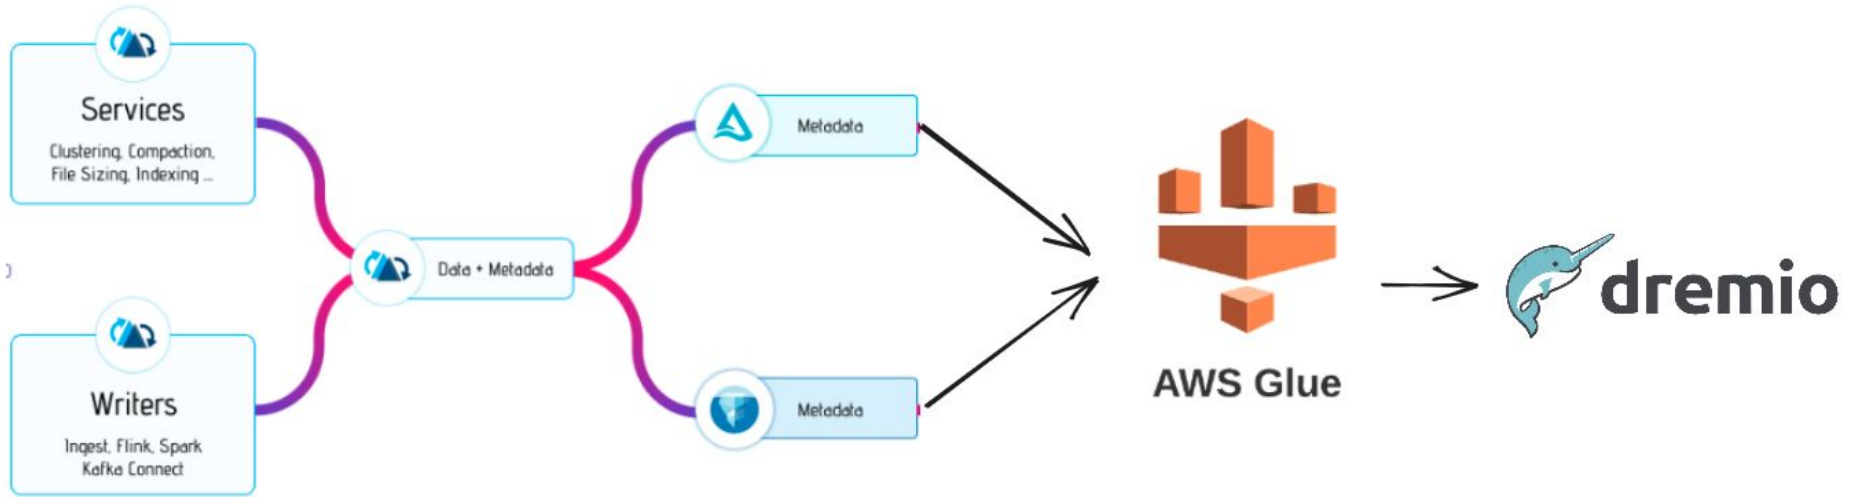 Services
Clustering, Compaction,
File Sizing, Indexing ...
Writers
Ingest, Flink, Spark
Kafka Connect
Data + Metadata
Metadata
Metadata
AWS Glue
dremio